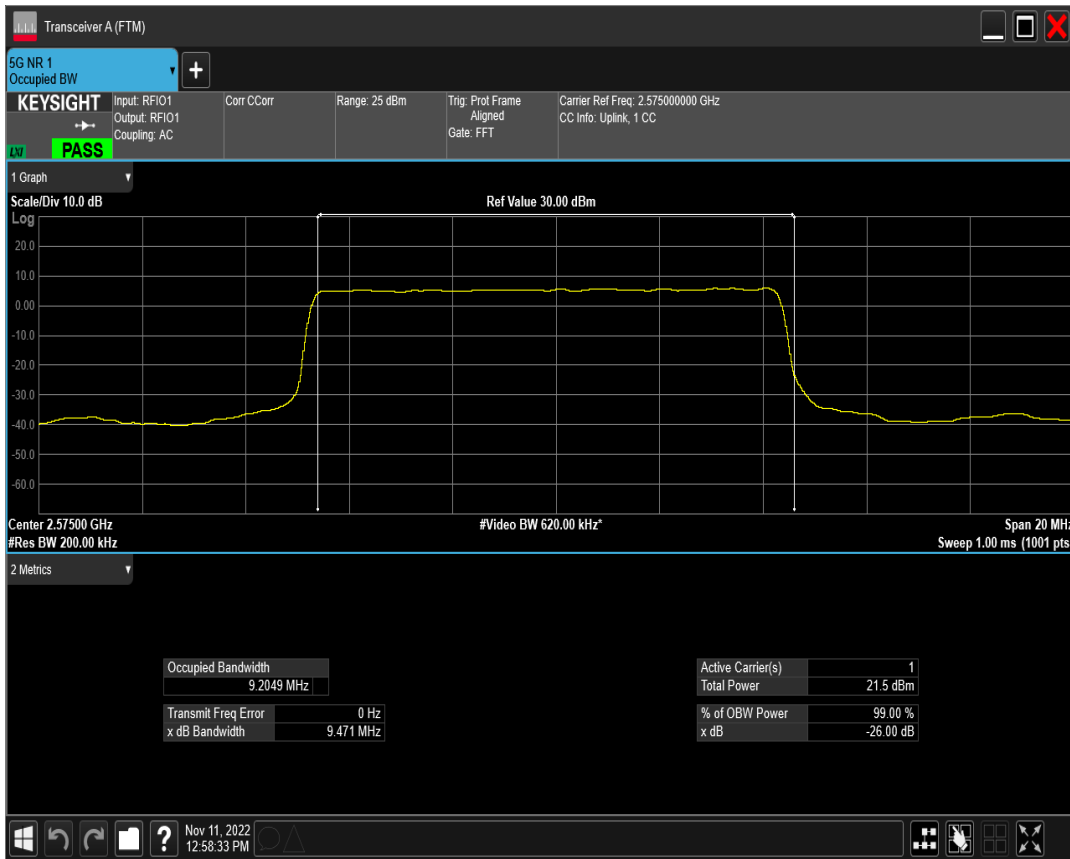 Transceiver A (FTM)
5G NR 1
Occupied BW
+
KEYSIGHT
LXI
PASS
Input: RFIO1
Output: RFIO1
Coupling: AC
Corr CCorr
Range: 25 dBm
Trig: Prot Frame
Aligned
Gate: FFT
Carrier Ref Freq: 2.575000000 GHz
CC Info: Uplink, 1 CC
1 Graph
Scale/Div 10.0 dB
Ref Value 30.00 dBm
Log
20.0
10.0
0.00
-10.0
-20.0
-30.0
-40.0
-50.0
-60.0
Center 2.57500 GHz
#Video BW 620.00 kHz*
Span 20 MHz
#Res BW 200.00 kHz
Sweep 1.00 ms (1001 pts
2 Metrics
Occupied Bandwidth
9.2049 MHz
Transmit Freq Error 0 Hz
x dB Bandwidth 9.471 MHz
Active Carrier(s) 1
Total Power 21.5 dBm
% of OBW Power 99.00 %
x dB -26.00 dB
?
Nov 11, 2022
12:58:33 PM